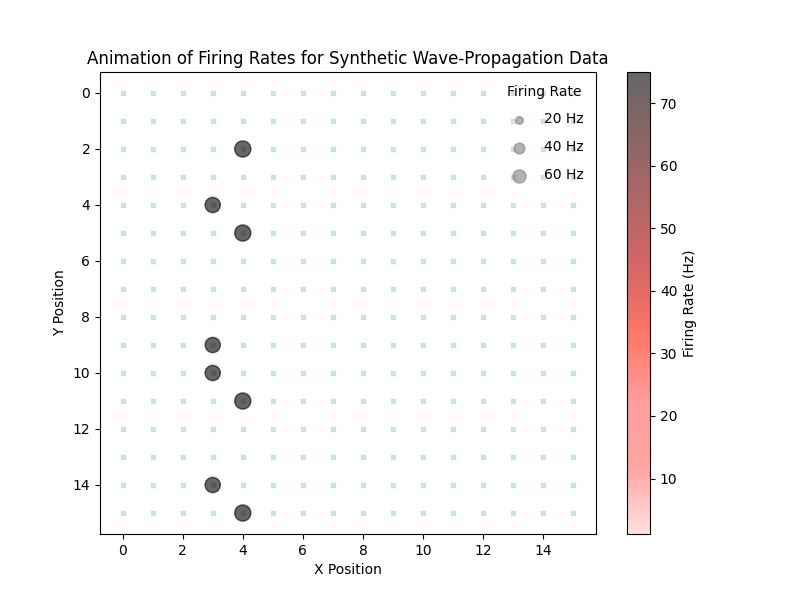 Animation of Firing Rates for Synthetic Wave-Propagation Data
Firing Rate
20 Hz
40 Hz
60 Hz
0
2
4
6
8
10
12
14
Y Position
0 2 4 6 8 10 12 14
X Position
70
60
50
40
30
20
10
Firing Rate (Hz)